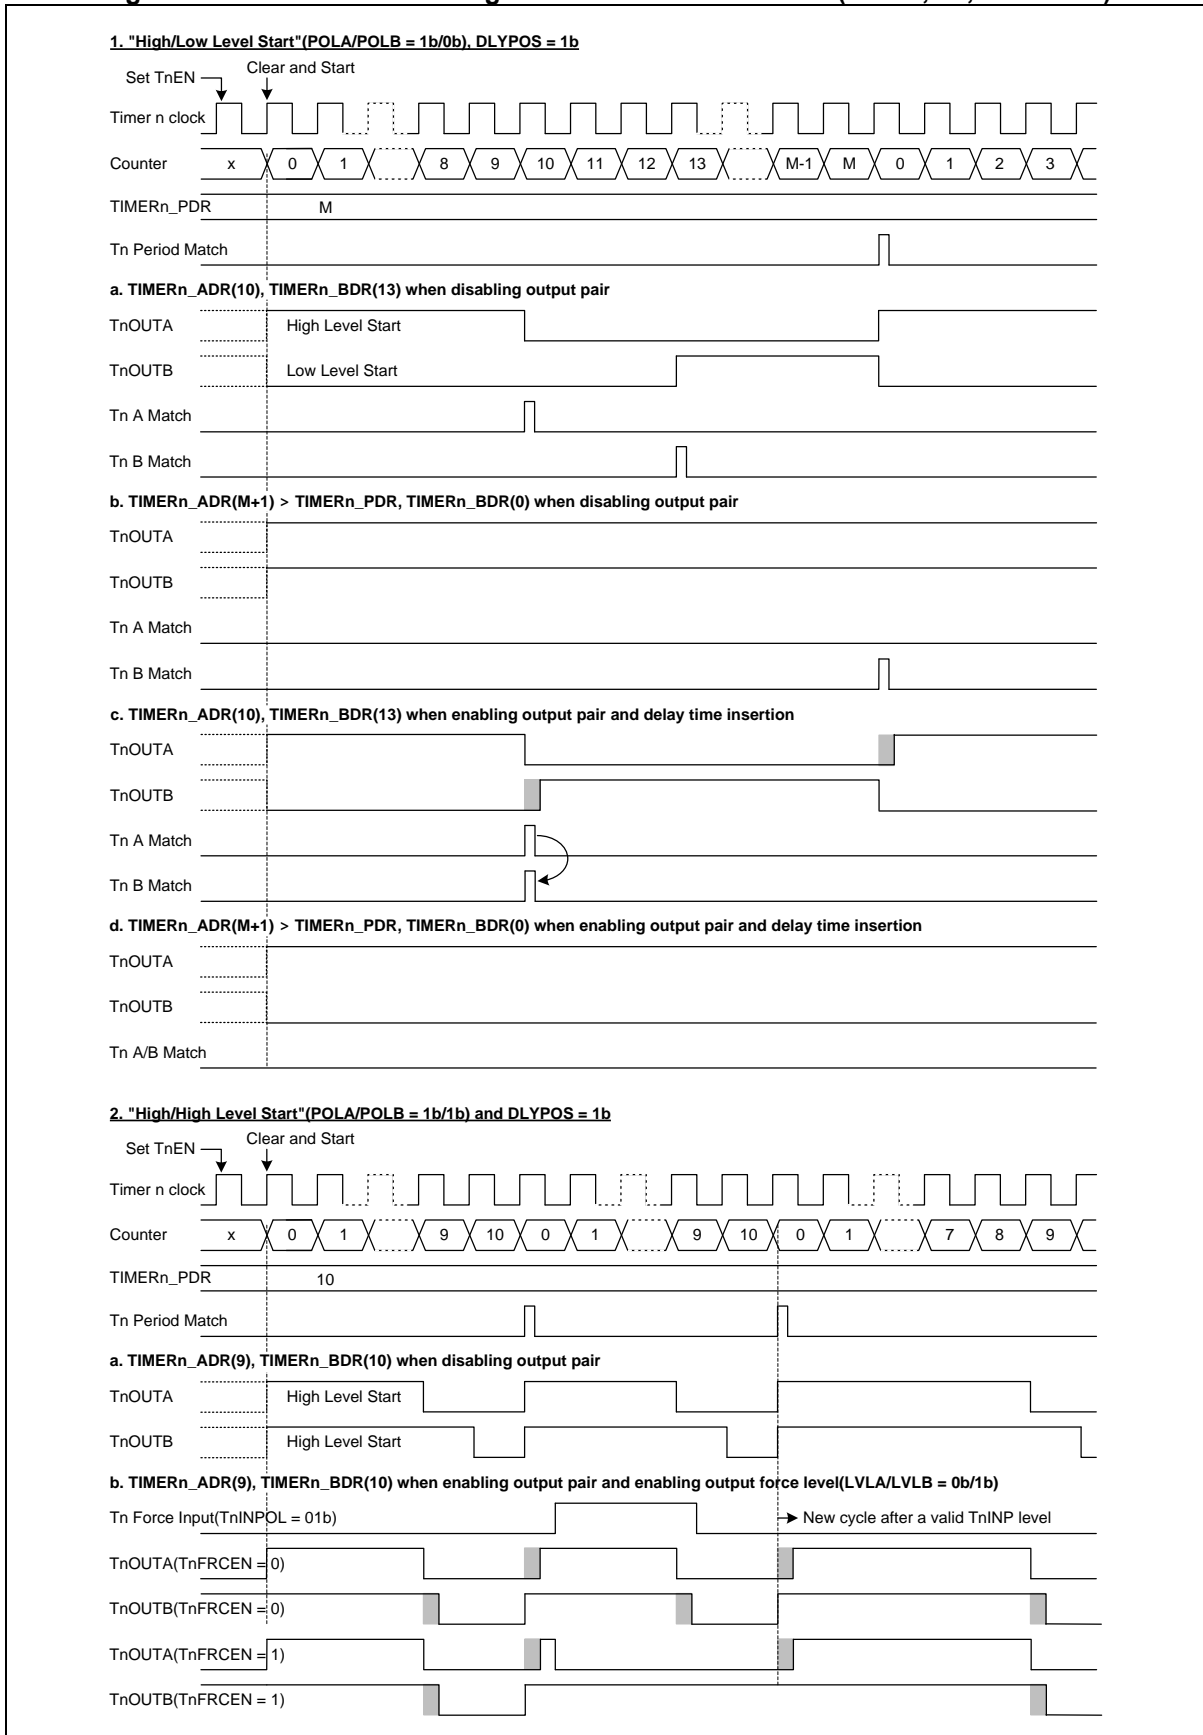 1. "High/Low Level Start"(POLA/POLB = 1b/0b), DLYPOS = 1b
Set TnEN Clear and Start
Timer n clock
Counter x 0 1 8 9 10 11 12 13 M-1 M 0 1 2 3
TIMERn_PDR M
Tn Period Match
a. TIMERn_ADR(10), TIMERn_BDR(13) when disabling output pair
TnOUTA High Level Start
TnOUTB Low Level Start
Tn A Match
Tn B Match
b. TIMERn_ADR(M+1) > TIMERn_PDR, TIMERn_BDR(0) when disabling output pair
TnOUTA
TnOUTB
Tn A Match
Tn B Match
c. TIMERn_ADR(10), TIMERn_BDR(13) when enabling output pair and delay time insertion
TnOUTA
TnOUTB
Tn A Match
Tn B Match
d. TIMERn_ADR(M+1) > TIMERn_PDR, TIMERn_BDR(0) when enabling output pair and delay time insertion
TnOUTA
TnOUTB
Tn A/B Match
2. "High/High Level Start"(POLA/POLB = 1b/1b) and DLYPOS = 1b
Set TnEN Clear and Start
Timer n clock
Counter x 0 1 9 10 0 1 9 10 0 1 7 8 9
TIMERn_PDR 10
Tn Period Match
a. TIMERn_ADR(9), TIMERn_BDR(10) when disabling output pair
TnOUTA High Level Start
TnOUTB High Level Start
b. TIMERn_ADR(9), TIMERn_BDR(10) when enabling output pair and enabling output force level(LVLA/LVLB = 0b/1b)
Tn Force Input(TnINPOL = 01b) New cycle after a valid TnINP level
TnOUTA(TnFRCEN = 0)
TnOUTB(TnFRCEN = 0)
TnOUTA(TnFRCEN = 1)
TnOUTB(TnFRCEN = 1)